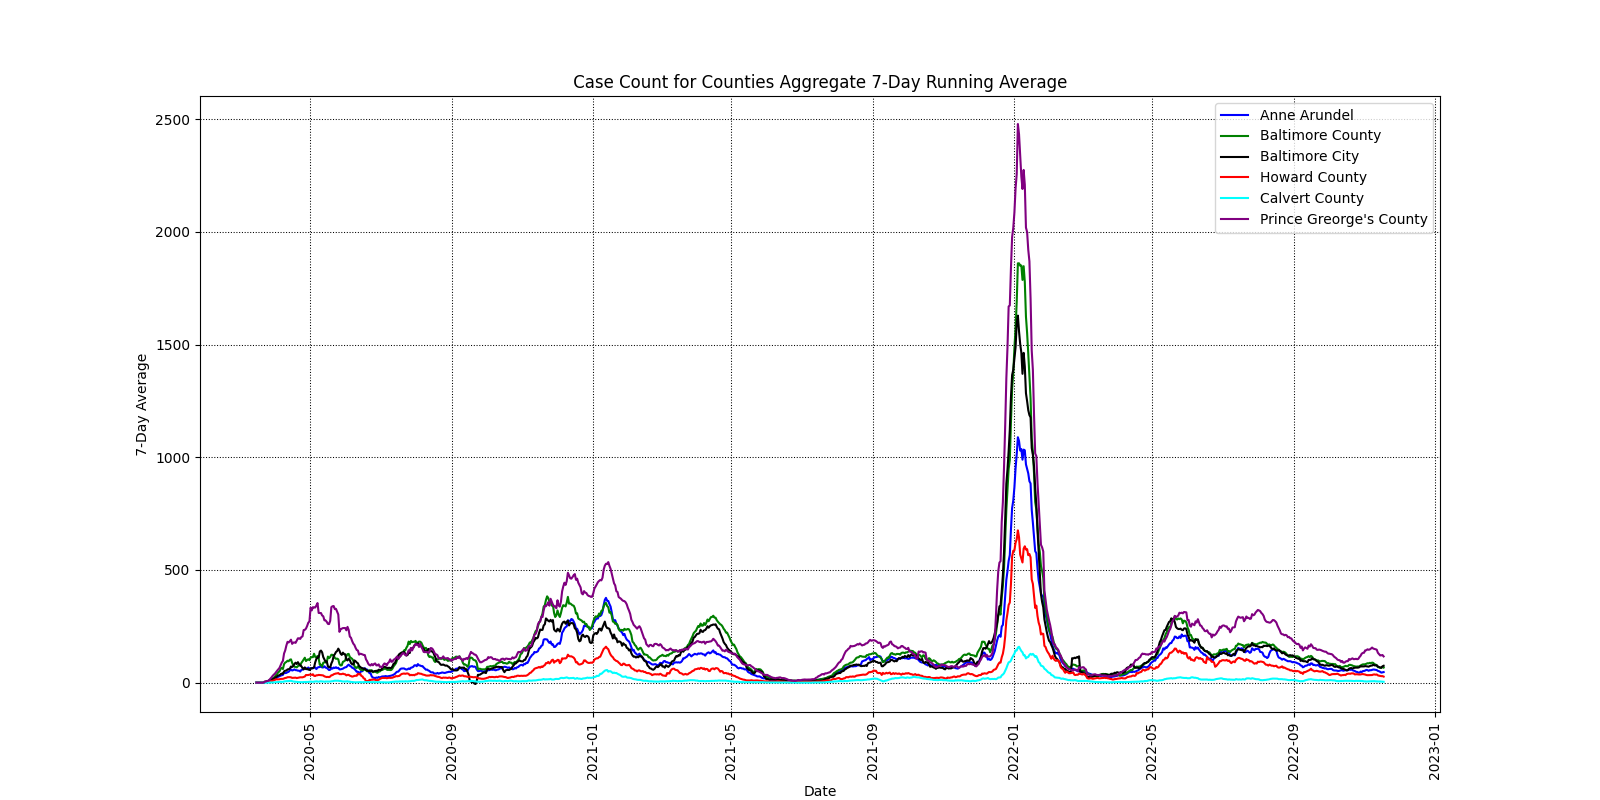 Case Count for Counties Aggregate 7-Day Running Average
2500
2000
1500
1000
500
0
7-Day Average
Anne Arundel
Baltimore County
Baltimore City
Howard County
Calvert County
Prince Greorge's County
2020-05
2020-09
2021-01
2021-05
2021-09
2022-01
2022-05
2022-09
2023-01
Date